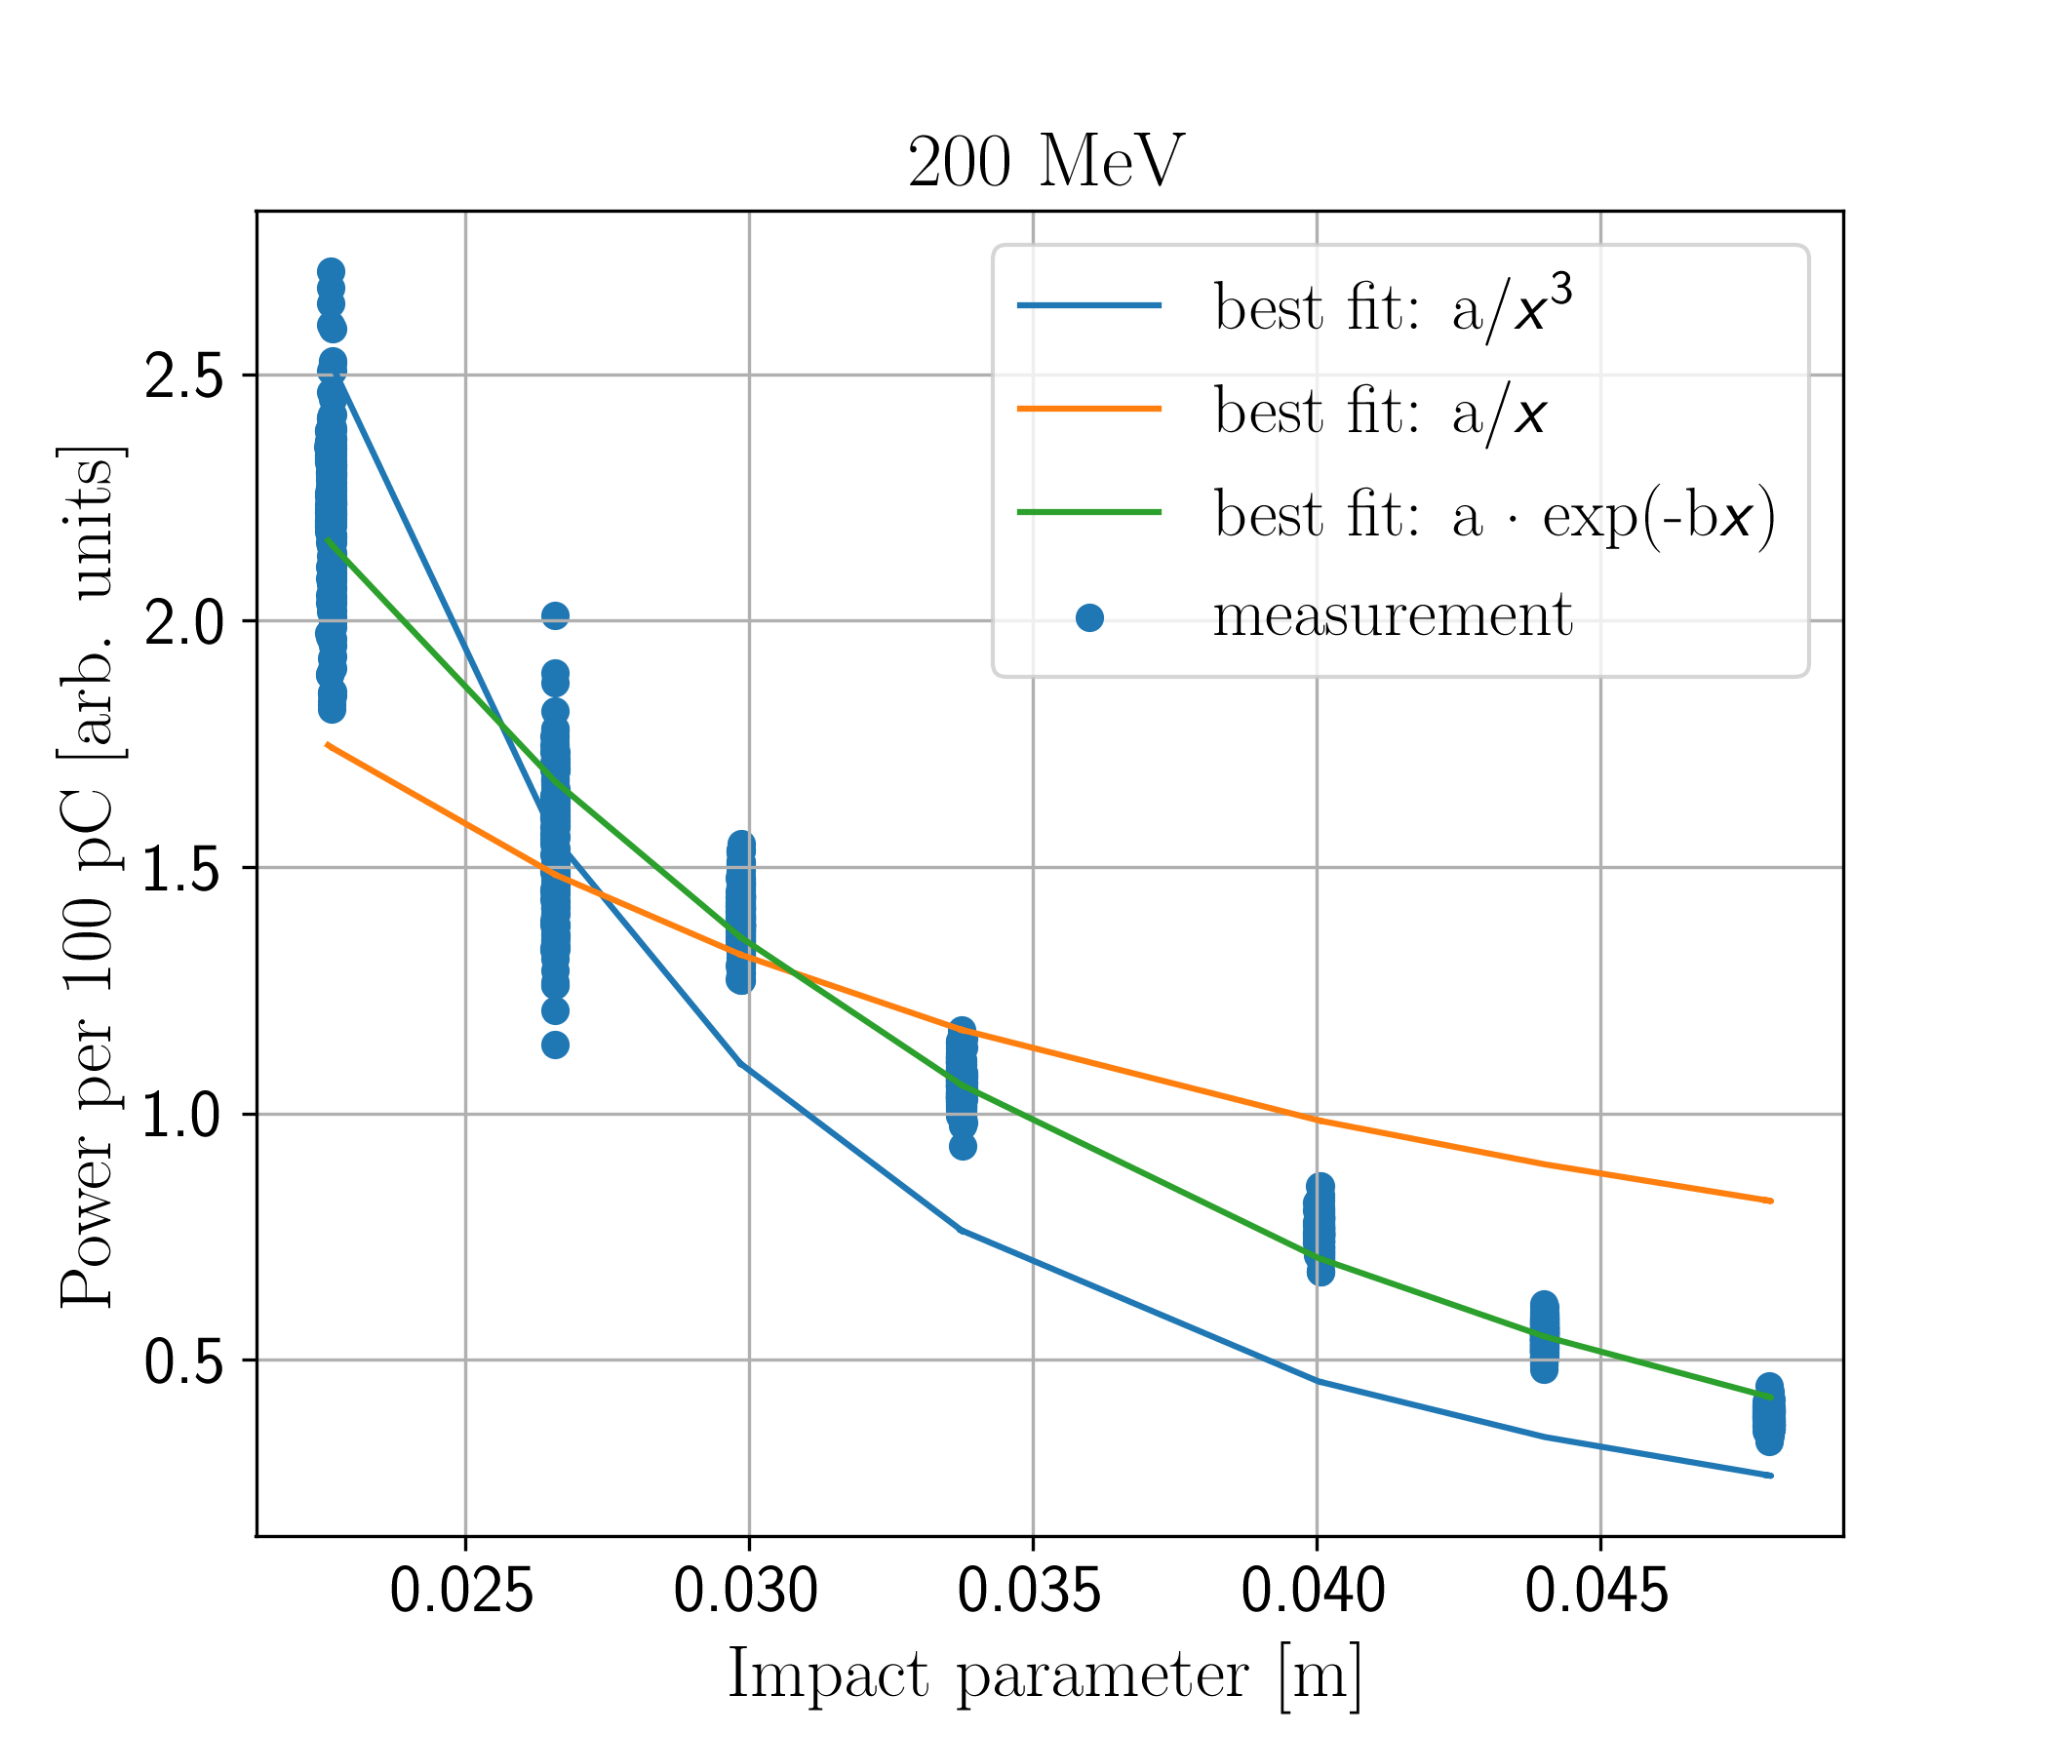 200 MeV
best fit: a/x³
best fit: a/x
best fit: a · exp(-bx)
measurement
Power per 100 pC [arb. units]
2.5
2.0
1.5
1.0
0.5
0.025 0.030 0.035 0.040 0.045
Impact parameter [m]